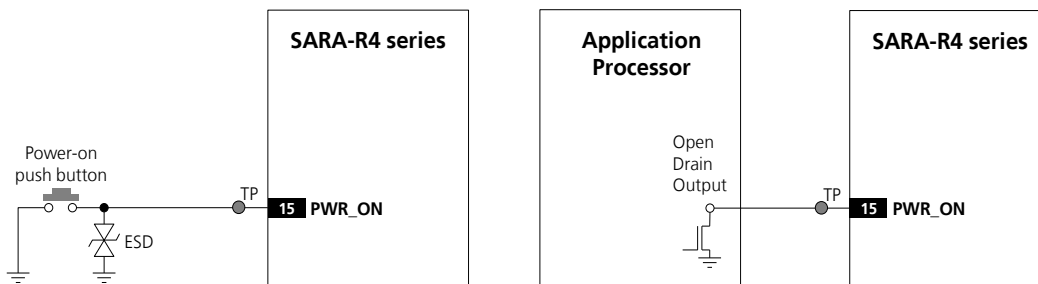 SARA-R4 series
Power-on
push button
TP
15 PWR_ON
ESD
Application
Processor
SARA-R4 series
Open
Drain
Output
TP
15 PWR_ON